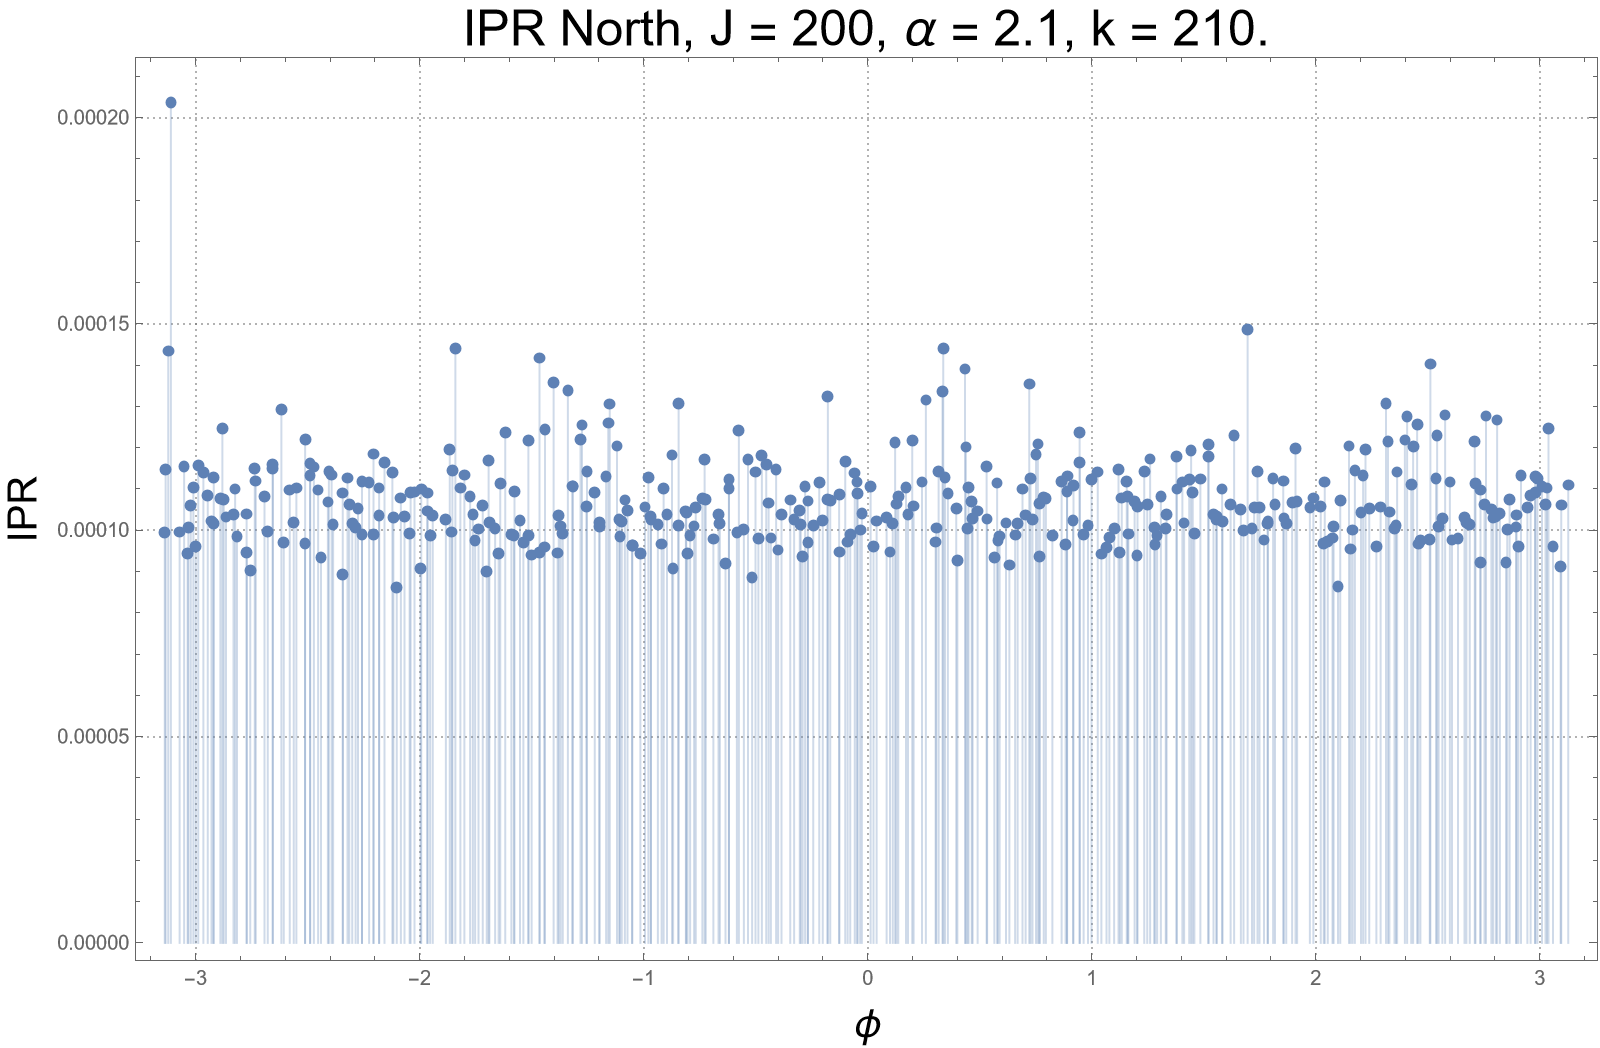 IPR North, J = 200, α = 2.1, k = 210.
0.00020
0.00015
0.00010
0.00005
0.00000
IPR
−3 −2 −1 0 1 2 3
ϕ